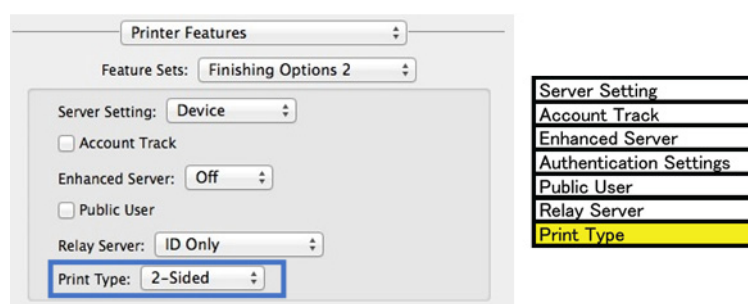 Printer Features
Feature Sets: Finishing Options 2
Server Setting: Device
Account Track
Enhanced Server: Off
Public User
Relay Server: ID Only
Print Type: 2-Sided
Server Setting
Account Track
Enhanced Server
Authentication Settings
Public User
Relay Server
Print Type